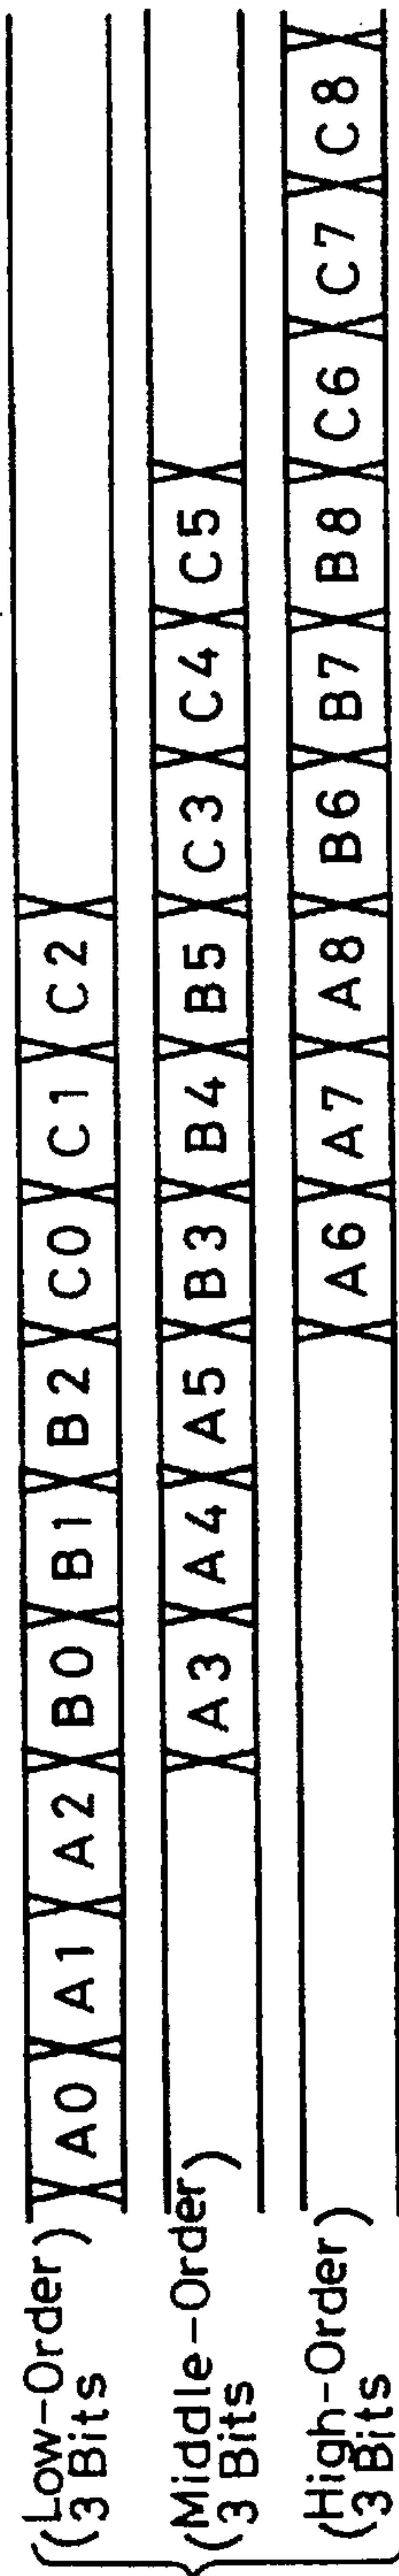 (Low-Order)
3 Bits
A0 A1 A2 B0 B1 B2 C0 C1 C2
(Middle-Order)
3 Bits
A3 A4 A5 B3 B4 B5 C3 C4 C5
(High-Order)
3 Bits
A6 A7 A8 B6 B7 B8 C6 C7 C8